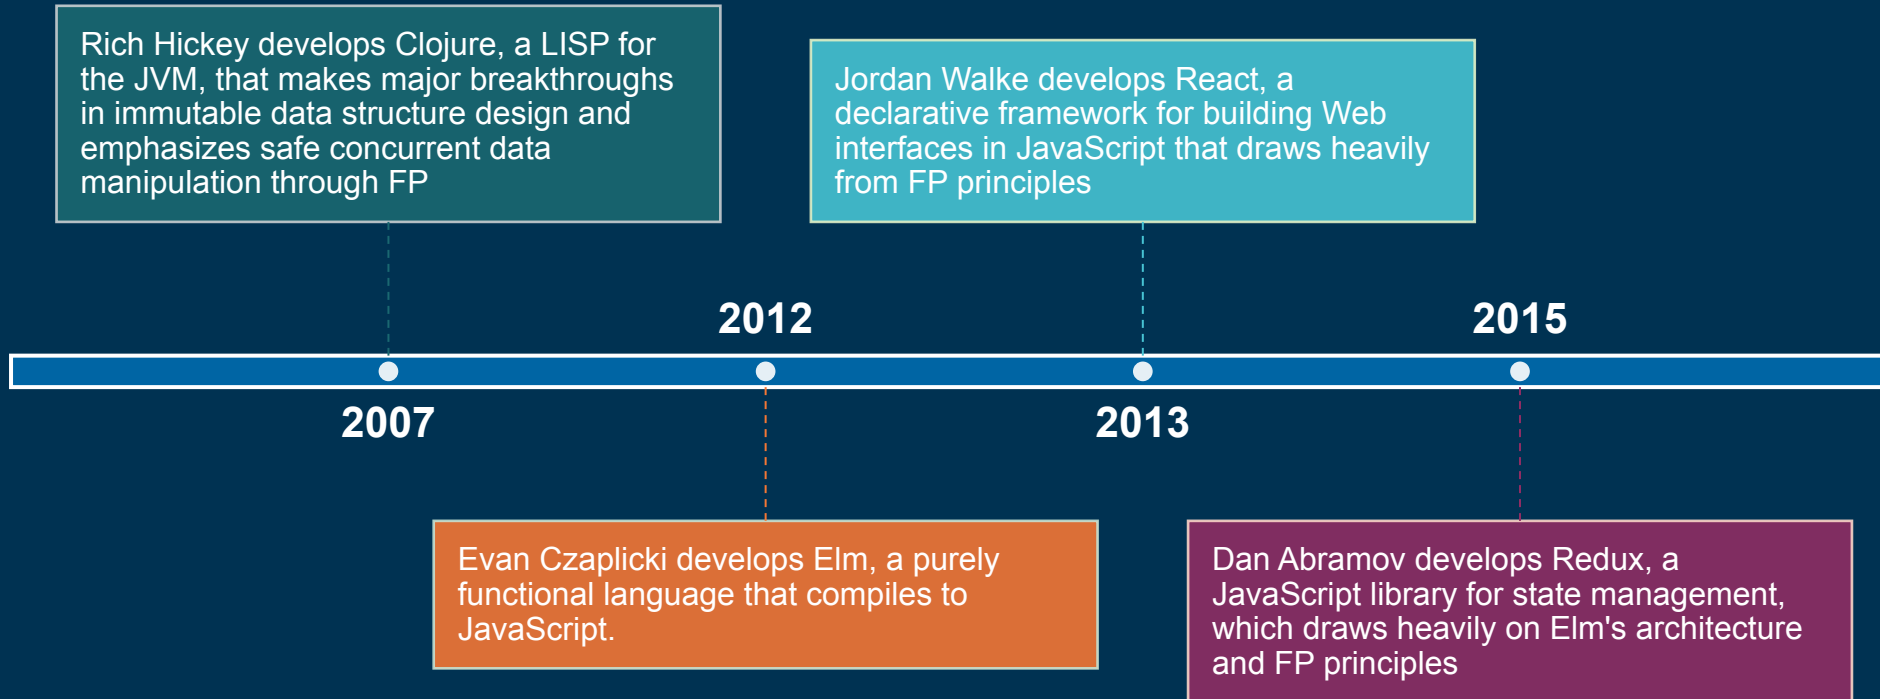 Rich Hickey develops Clojure, a LISP for
the JVM, that makes major breakthroughs
in immutable data structure design and
emphasizes safe concurrent data
manipulation through FP
Jordan Walke develops React, a
declarative framework for building Web
interfaces in JavaScript that draws heavily
from FP principles
2012
2015
2007
2013
Evan Czaplicki develops Elm, a purely
functional language that compiles to
JavaScript.
Dan Abramov develops Redux, a
JavaScript library for state management,
which draws heavily on Elm's architecture
and FP principles